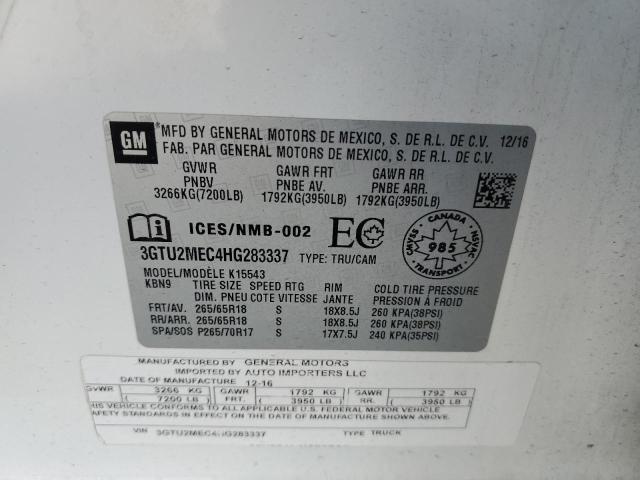 GM
*MFD BY GENERAL MOTORS DE MEXICO, S. DE R.L. DE C.V. 12/16
FAB. PAR GENERAL MOTORS DE MEXICO, S. DE R.L. DE C.V.
GVWR GAWR FRT GAWR RR
PNBV PNBE AV. PNBE ARR.
3266KG(7200LB) 1792KG(3950LB) 1792KG(3950LB)
ICES/NMB-002 EC
CANADA CMVSS 985 NSVAC TRANSPORT
3GTU2MEC4HG283337 TYPE: TRU/CAM
MODEL/MODÈLE K15543
KBN9 TIRE SIZE SPEED RTG RIM COLD TIRE PRESSURE
DIM. PNEU COTE VITESSE JANTE PRESSION À FROID
FRT/AV. 265/65R18 S 18X8.5J 260 KPA(38PSI)
RR/ARR. 265/65R18 S 18X8.5J 260 KPA(38PSI)
SPA/SOS P265/70R17 S 17X7.5J 240 KPA(35PSI)
MANUFACTURED BY GENERAL MOTORS
IMPORTED BY AUTO IMPORTERS LLC
DATE OF MANUFACTURE 12-16
GVWR 3266 KG GAWR 1792 KG GAWR 1792 KG
7200 LB FRT. 3950 LB RR. 3950 LB
THIS VEHICLE CONFORMS TO ALL APPLICABLE U.S. FEDERAL MOTOR VEHICLE
SAFETY STANDARDS IN EFFECT ON THE DATE OF MANUFACTURE SHOWN ABOVE
VIN 3GTU2MEC4HG283337 TYPE TRUCK